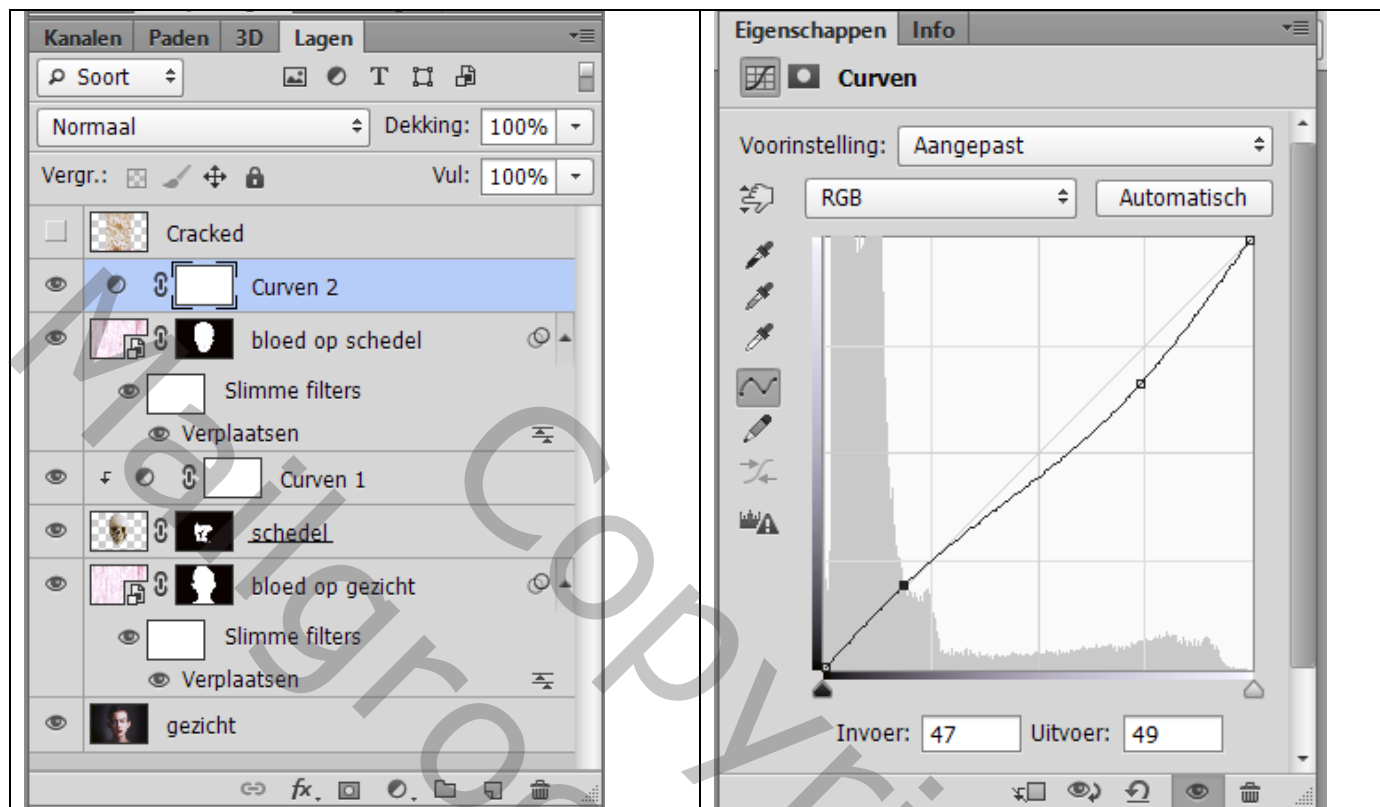 Kanalen Paden 3D Lagen
Soort
Normaal Dekking: 100%
Vergr.: Vul: 100%
Cracked
Curven 2
bloed op schedel
Slimme filters
Verplaatsen
Curven 1
schedel
bloed op gezicht
Slimme filters
Verplaatsen
gezicht
fx.
Eigenschappen Info
Curven
Voorinstelling: Aangepast
RGB Automatisch
Invoer: 47 Uitvoer: 49